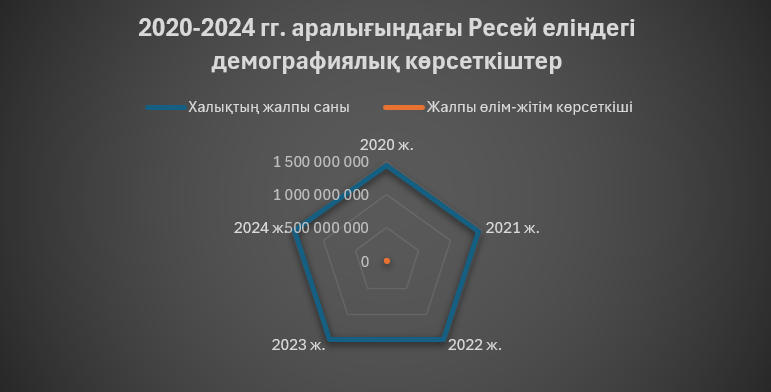 2020-2024 гг. аралығындағы Ресей еліндегі
демографиялық көрсеткіштер
Халықтың жалпы саны
Жалпы өлім-жітім көрсеткіші
2020 ж.
1 500 000 000
1 000 000 000
2024 ж.
500 000 000
2021 ж.
0
2023 ж.
2022 ж.